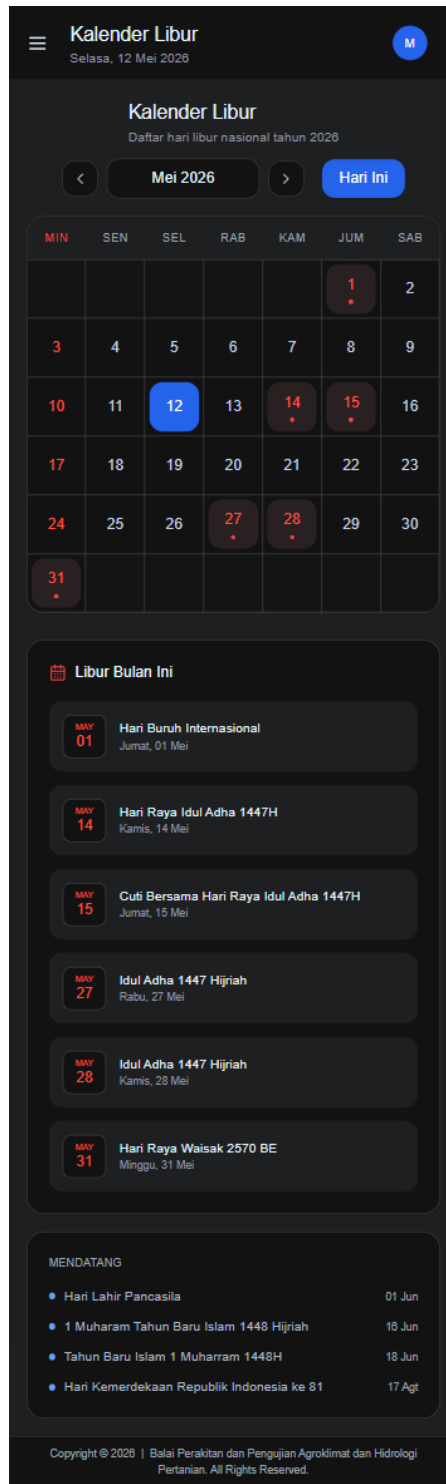 Kalender Libur
Selasa, 12 Mei 2026
M
Kalender Libur
Daftar hari libur nasional tahun 2026
Mei 2026
Hari Ini
MIN SEN SEL RAB KAM JUM SAB
1 2
3 4 5 6 7 8 9
10 11 12 13 14 15 16
17 18 19 20 21 22 23
24 25 26 27 28 29 30
31
Libur Bulan Ini
MAY
01
Hari Buruh Internasional
Jumat, 01 Mei
MAY
14
Hari Raya Idul Adha 1447H
Kamis, 14 Mei
MAY
15
Cuti Bersama Hari Raya Idul Adha 1447H
Jumat, 15 Mei
MAY
27
Idul Adha 1447 Hijriah
Rabu, 27 Mei
MAY
28
Idul Adha 1447 Hijriah
Kamis, 28 Mei
MAY
31
Hari Raya Waisak 2570 BE
Minggu, 31 Mei
MENDATANG
Hari Lahir Pancasila 01 Jun
1 Muharam Tahun Baru Islam 1448 Hijriah 16 Jun
Tahun Baru Islam 1 Muharram 1448H 18 Jun
Hari Kemerdekaan Republik Indonesia ke 81 17 Agt
Copyright © 2026 | Balai Perakitan dan Pengujian Agroklimat dan Hidrologi
Pertanian. All Rights Reserved.